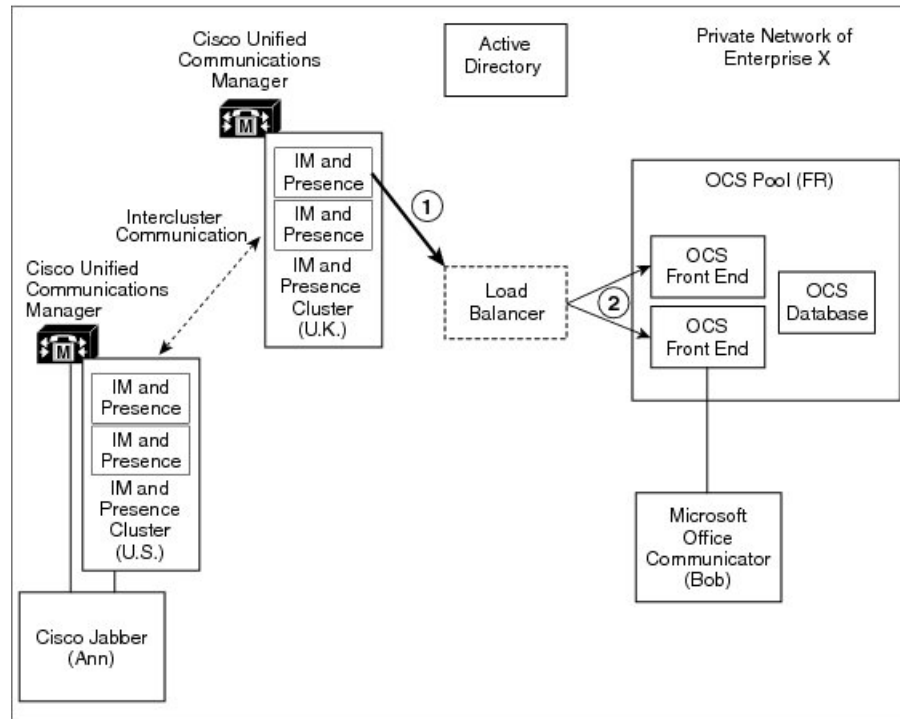 Cisco Unified
Communications
Manager
M
Active
Directory
Private Network of
Enterprise X
IM and
Presence
IM and
Presence
IM and
Presence
Cluster
(U.K.)
1
Intercluster
Communication
OCS Pool (FR)
OCS
Front End
OCS
Front End
OCS
Database
Load
Balancer
2
Cisco Unified
Communications
Manager
M
IM and
Presence
IM and
Presence
IM and
Presence
Cluster
(U.S.)
Microsoft
Office
Communicator
(Bob)
Cisco Jabber
(Ann)